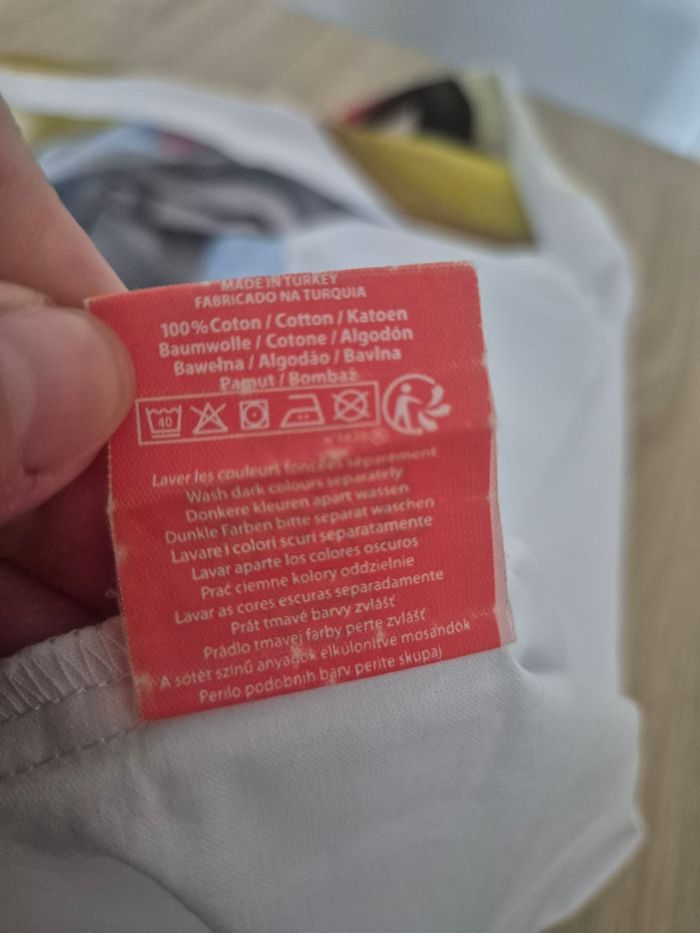 MADE IN TURKEY
FABRICADO NA TURQUIA
100% Coton / Cotton / Katoen
Baumwolle / Cotone / Algodón
Bawełna / Algodão / Bavlna
Pamut / Bombaž
40
Laver les couleurs foncées séparément
Wash dark colours separately
Donkere kleuren apart wassen
Dunkle Farben bitte separat waschen
Lavare i colori scuri separatamente
Lavar aparte los colores oscuros
Prać ciemne kolory oddzielnie
Lavar as cores escuras separadamente
Prát tmavé barvy zvlášť
Prádlo tmavej farby perte zvlášť
A sötét színű anyagok elkülönítve mosandók
Perilo podobnih barv perite skupaj